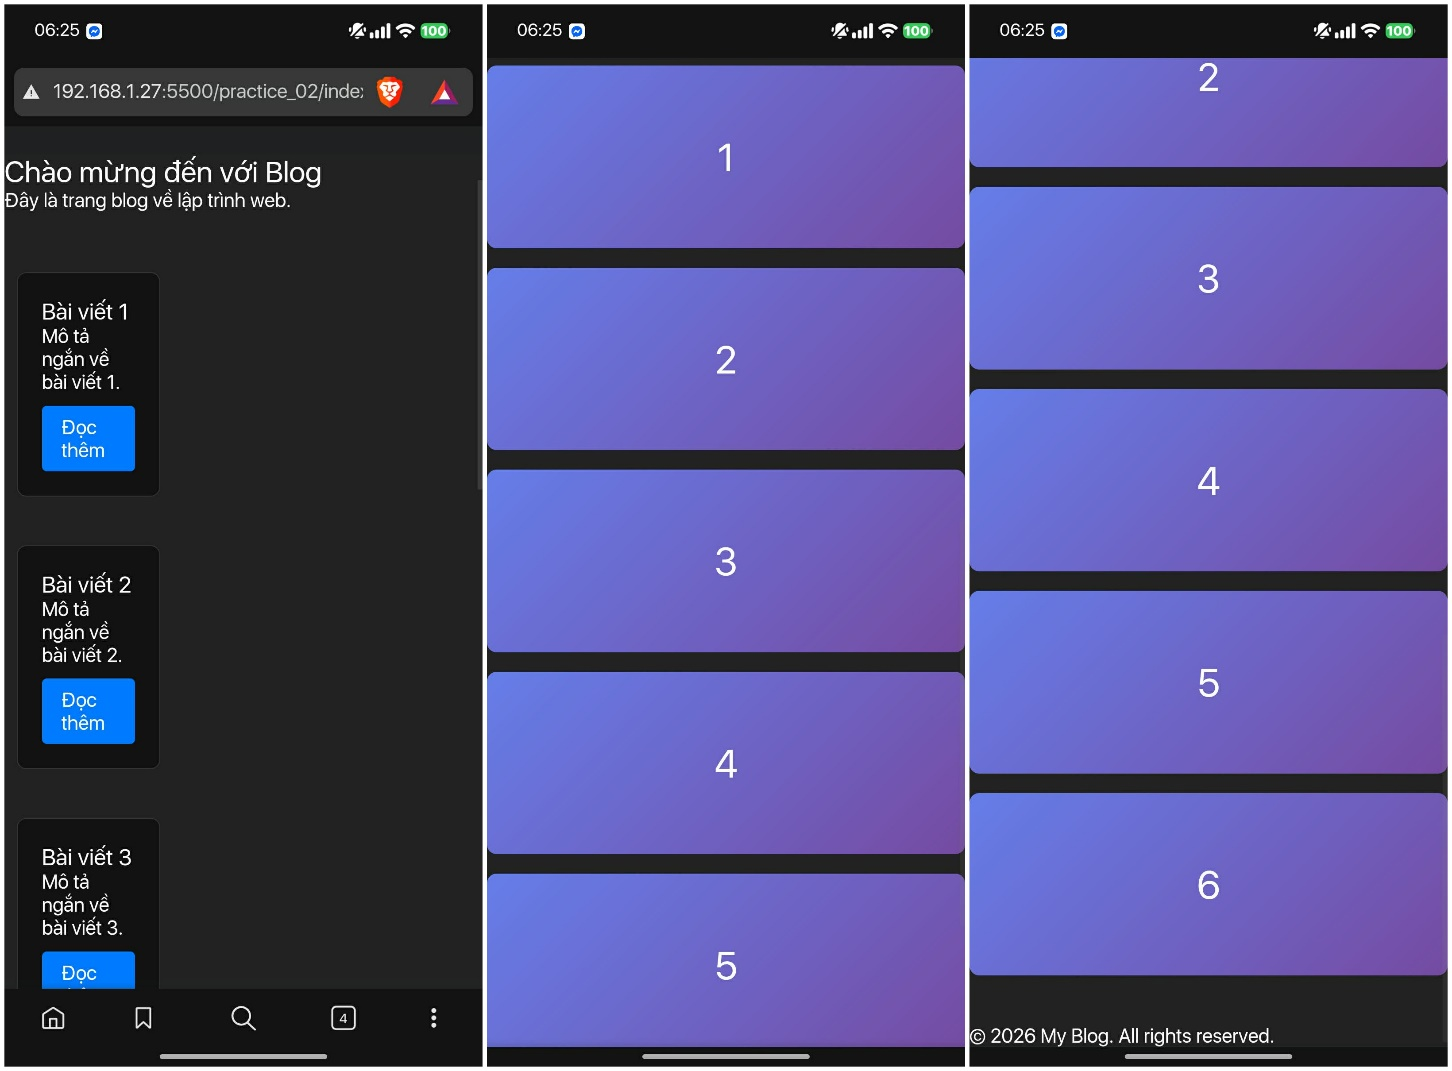 06:25
100
192.168.1.27:5500/practice_02/index
Chào mừng đến với Blog
Đây là trang blog về lập trình web.
Bài viết 1
Mô tả
ngắn về
bài viết 1.
Đọc
thêm
Bài viết 2
Mô tả
ngắn về
bài viết 2.
Đọc
thêm
Bài viết 3
Mô tả
ngắn về
bài viết 3.
Đọc
4
06:25
100
1
2
3
4
5
06:25
100
2
3
4
5
6
© 2026 My Blog. All rights reserved.